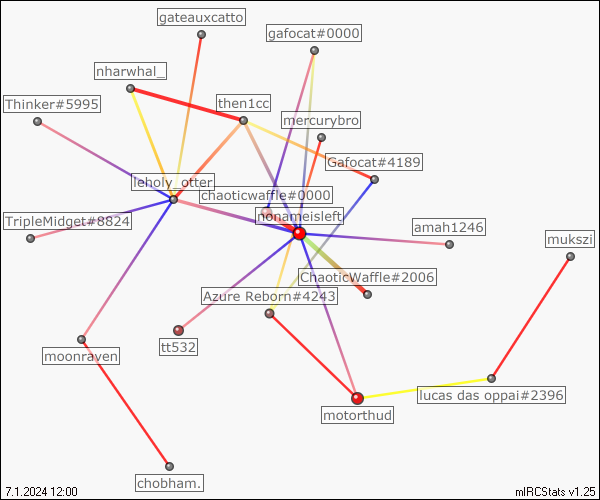 gateauxcatto
gafocat#0000
nharwhal_
Thinker#5995
then1cc
mercurybro
Gafocat#4189
leholy_otter
chaoticwaffle#0000
nonameisleft
TripleMidget#8824
amah1246
mukszi
ChaoticWaffle#2006
Azure Reborn#4243
tt532
moonraven
lucas das oppai#2396
motorthud
chobham.
7.1.2024 12:00
mIRCStats v1.25